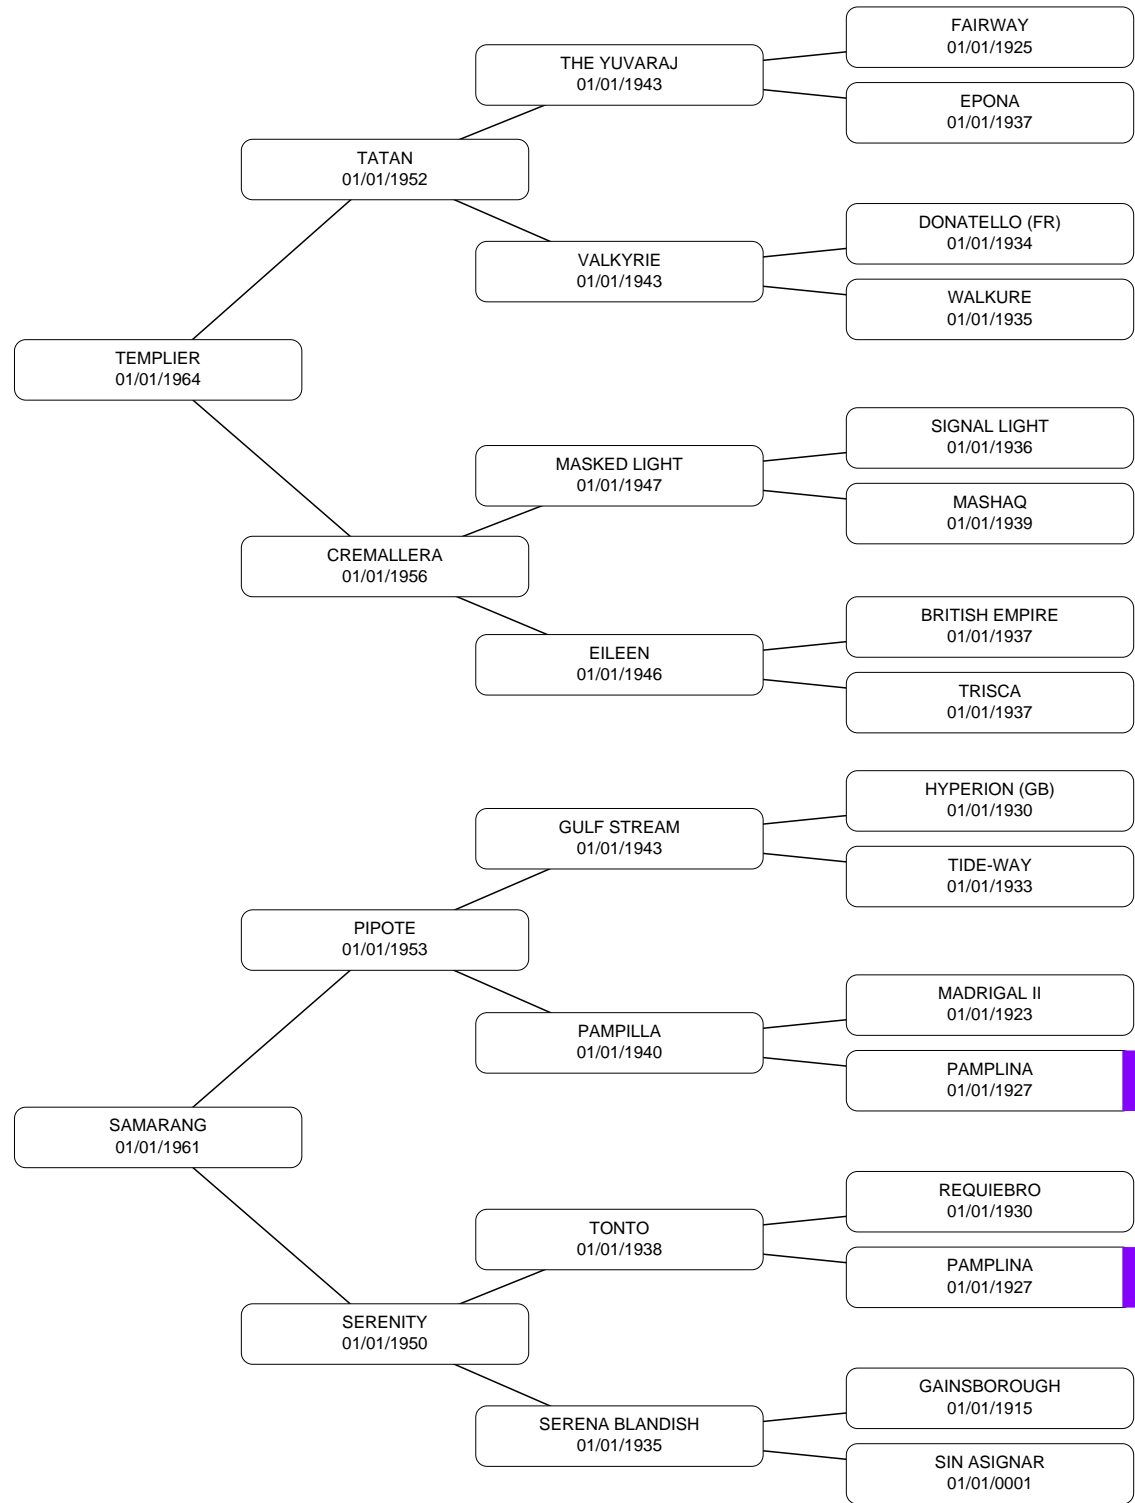 FAIRWAY
01/01/1925
THE YUVARAJ
01/01/1943
EPONA
01/01/1937
TATAN
01/01/1952
DONATELLO (FR)
01/01/1934
VALKYRIE
01/01/1943
WALKURE
01/01/1935
TEMPLIER
01/01/1964
SIGNAL LIGHT
01/01/1936
MASKED LIGHT
01/01/1947
MASHAQ
01/01/1939
CREMALLERA
01/01/1956
BRITISH EMPIRE
01/01/1937
EILEEN
01/01/1946
TRISCA
01/01/1937
HYPERION (GB)
01/01/1930
GULF STREAM
01/01/1943
TIDE-WAY
01/01/1933
PIPOTE
01/01/1953
MADRIGAL II
01/01/1923
PAMPILLA
01/01/1940
PAMPLINA
01/01/1927
SAMARANG
01/01/1961
REQUIEBRO
01/01/1930
TONTO
01/01/1938
PAMPLINA
01/01/1927
SERENITY
01/01/1950
GAINSBOROUGH
01/01/1915
SERENA BLANDISH
01/01/1935
SIN ASIGNAR
01/01/0001